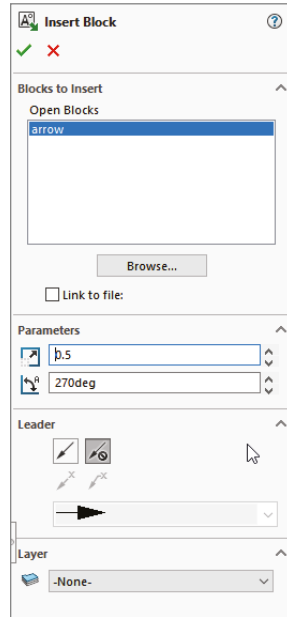 Insert Block
Blocks to Insert
Open Blocks
arrow
Browse...
Link to file:
Parameters
0.5
270deg
Leader
Layer
-None-